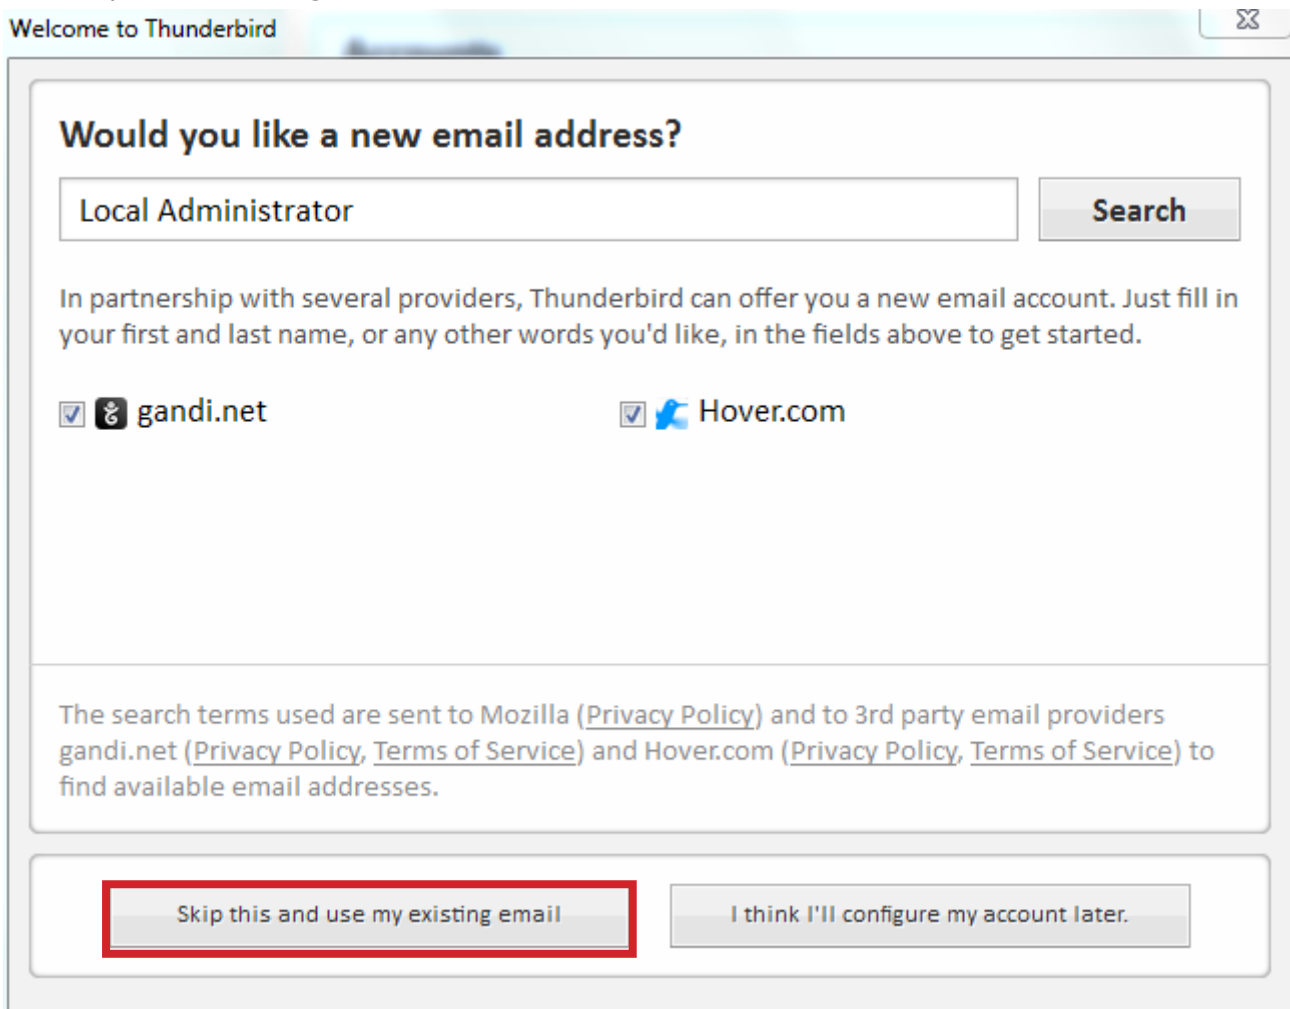 Welcome to Thunderbird
Accounts
Would you like a new email address?
Local Administrator
Search
In partnership with several providers, Thunderbird can offer you a new email account. Just fill in
your first and last name, or any other words you'd like, in the fields above to get started.
gandi.net
Hover.com
The search terms used are sent to Mozilla (Privacy Policy) and to 3rd party email providers
gandi.net (Privacy Policy, Terms of Service) and Hover.com (Privacy Policy, Terms of Service) to
find available email addresses.
Skip this and use my existing email
I think I'll configure my account later.